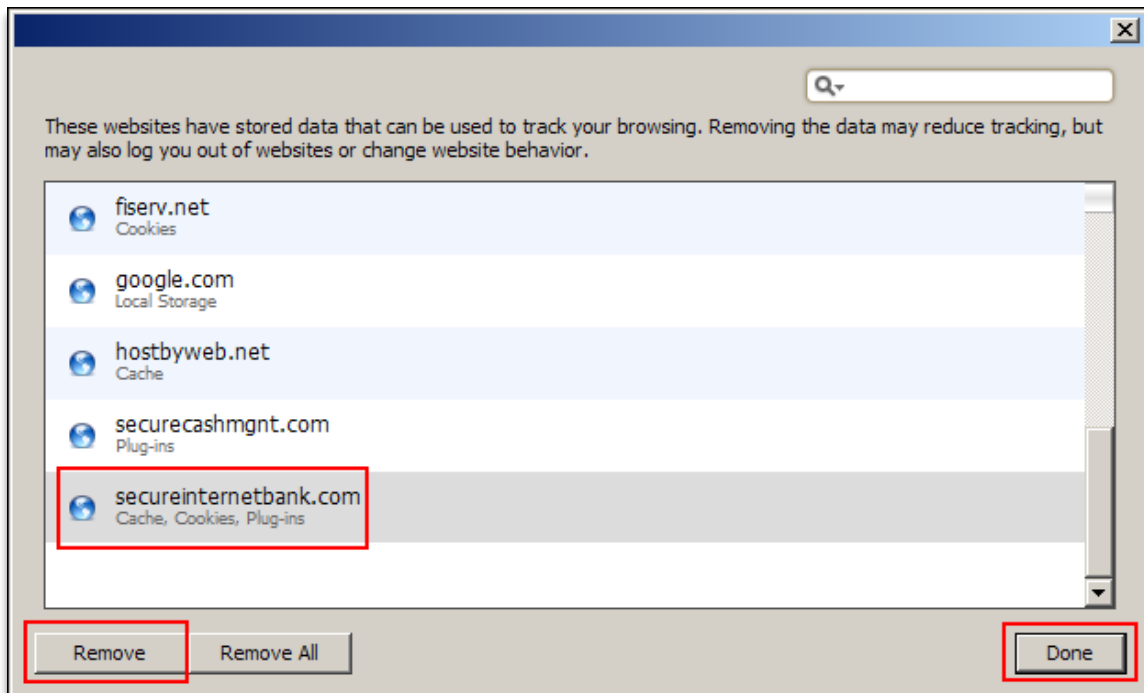 These websites have stored data that can be used to track your browsing. Removing the data may reduce tracking, but
may also log you out of websites or change website behavior.
fiserv.net
Cookies
google.com
Local Storage
hostbyweb.net
Cache
securecashmgnt.com
Plug-ins
secureinternetbank.com
Cache, Cookies, Plug-ins
Remove
Remove All
Done